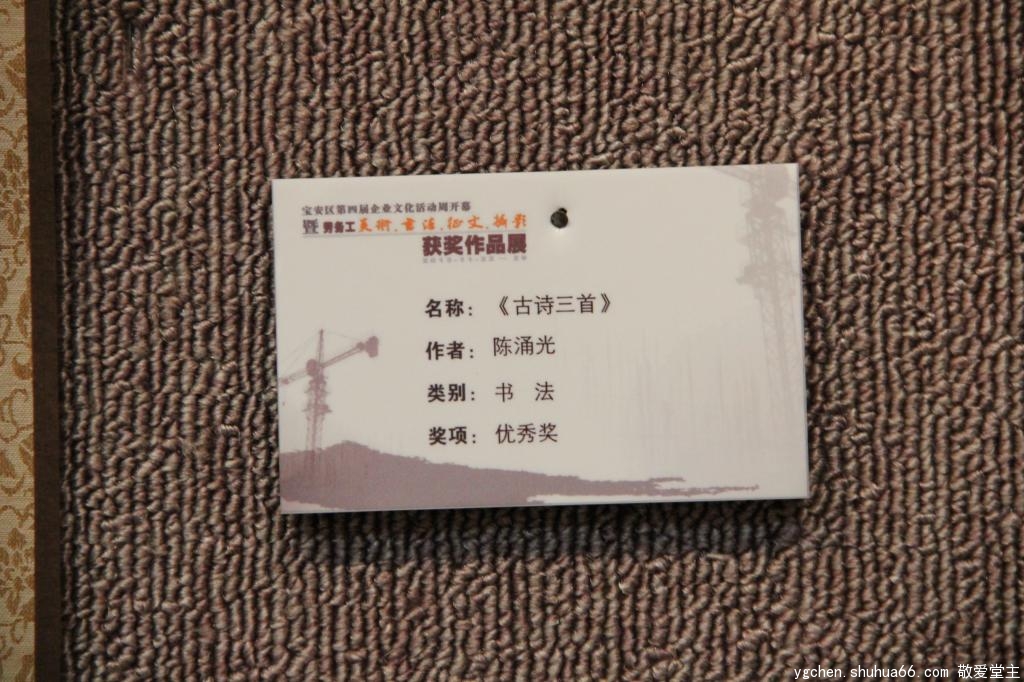 宝安区第四届企业文化活动周开幕
暨 劳务工美術.书法.征文.摄影
获奖作品展
名称：《古诗三首》
作者：陈涌光
类别：书 法
奖项：优秀奖
ygchen.shuhua66.com 敬爱堂主